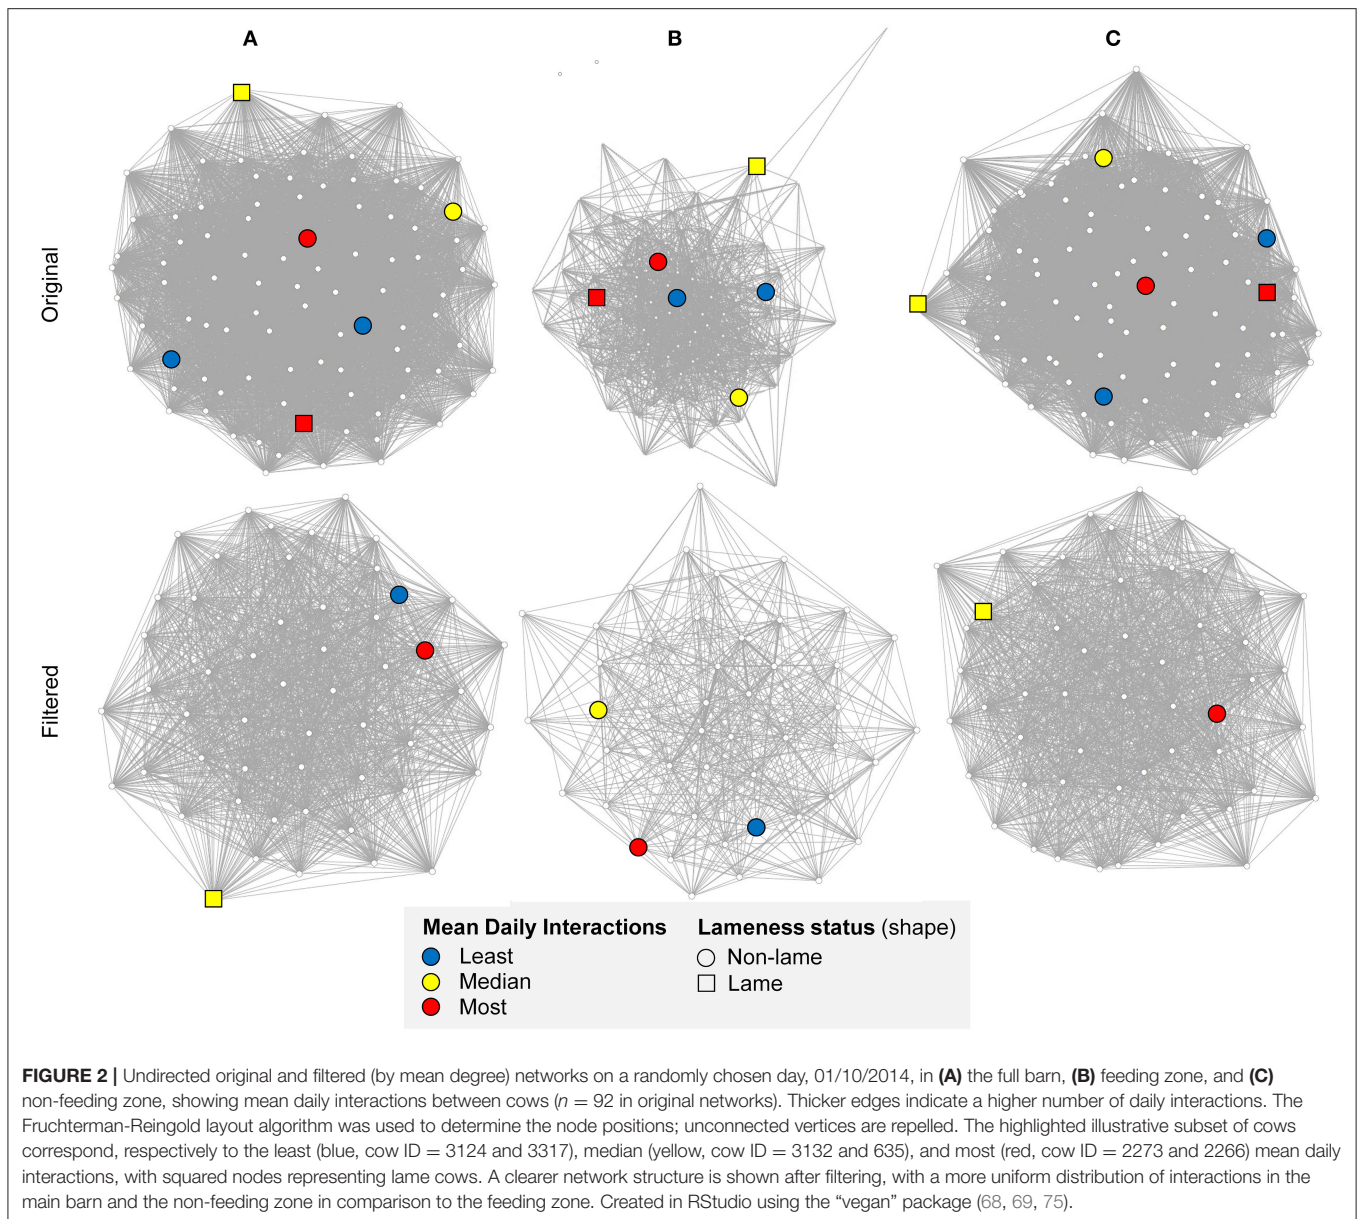 A
B
C
Original
Filtered
Mean Daily Interactions
Least
Median
Most
Lameness status (shape)
Non-lame
Lame
FIGURE 2 | Undirected original and filtered (by mean degree) networks on a randomly chosen day, 01/10/2014, in (A) the full barn, (B) feeding zone, and (C)
non-feeding zone, showing mean daily interactions between cows (n = 92 in original networks). Thicker edges indicate a higher number of daily interactions. The
Fruchterman-Reingold layout algorithm was used to determine the node positions; unconnected vertices are repelled. The highlighted illustrative subset of cows
correspond, respectively to the least (blue, cow ID = 3124 and 3317), median (yellow, cow ID = 3132 and 635), and most (red, cow ID = 2273 and 2266) mean daily
interactions, with squared nodes representing lame cows. A clearer network structure is shown after filtering, with a more uniform distribution of interactions in the
main barn and the non-feeding zone in comparison to the feeding zone. Created in RStudio using the “vegan” package (68, 69, 75).